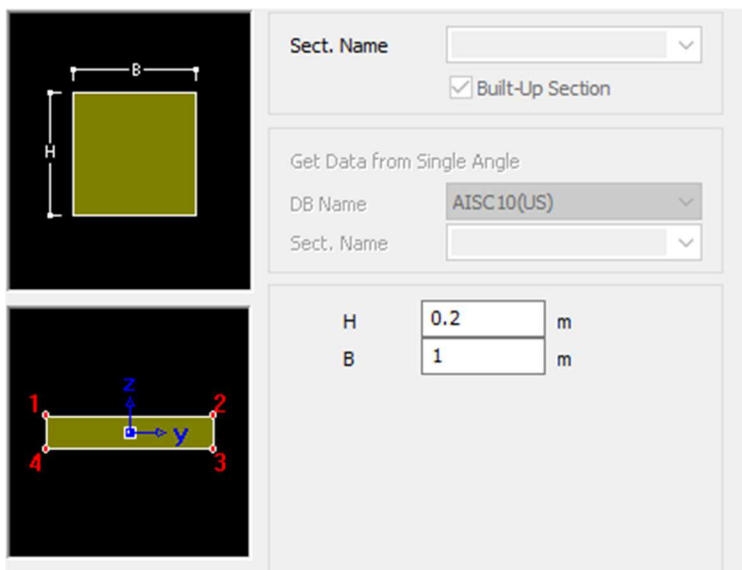 B
H
Sect. Name
Built-Up Section
Get Data from Single Angle
DB Name AISC10(US)
Sect. Name
H 0.2 m
B 1 m
z
1 2
y
4 3